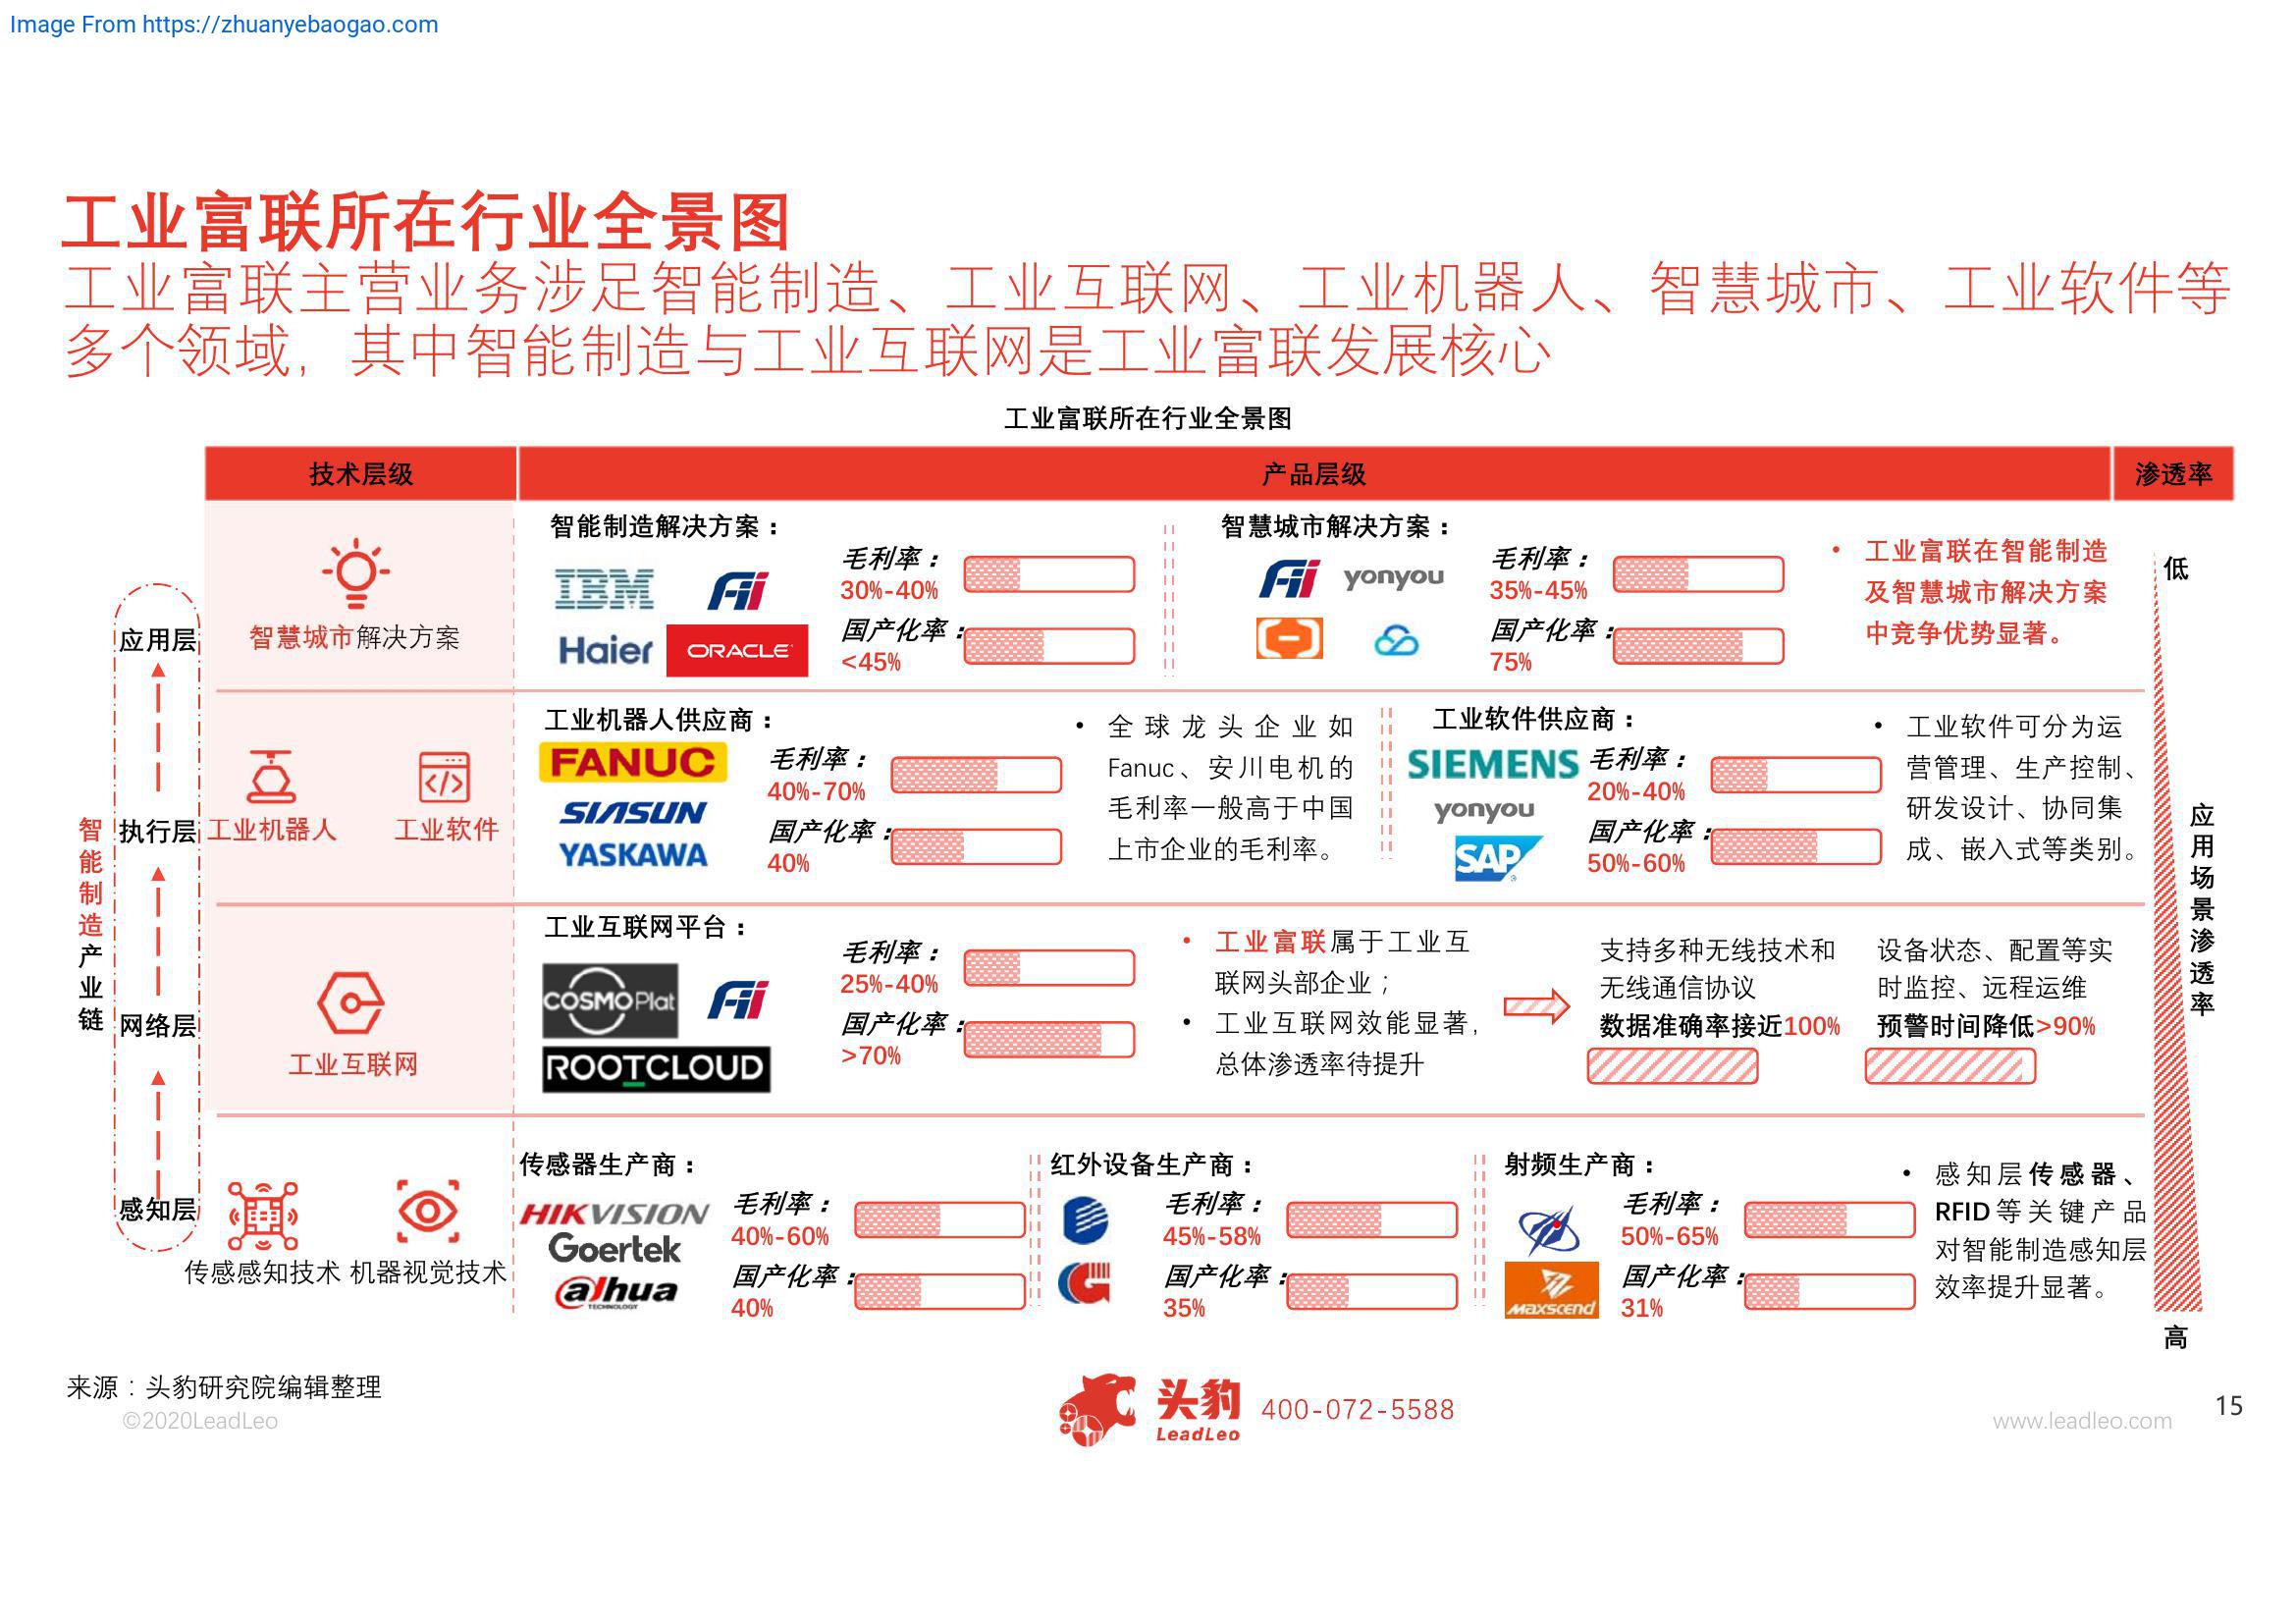 Image From https://zhuanyebaogao.com
工业富联所在行业全景图
工业富联主营业务涉足智能制造、工业互联网、工业机器人、智慧城市、工业软件等
多个领域，其中智能制造与工业互联网是工业富联发展核心
工业富联所在行业全景图
技术层级
产品层级
渗透率
智能制造产业链
应用层
执行层
网络层
感知层
智慧城市解决方案
智能制造解决方案：
IBM
Fii
Haier
ORACLE
毛利率：
30%-40%
国产化率：
<45%
智慧城市解决方案：
Fii
yonyou
毛利率：
35%-45%
国产化率：
75%
• 工业富联在智能制造
及智慧城市解决方案
中竞争优势显著。
工业机器人
工业软件
工业机器人供应商：
FANUC
SIASUN
YASKAWA
毛利率：
40%-70%
国产化率：
40%
• 全球龙头企业如
Fanuc、安川电机的
毛利率一般高于中国
上市企业的毛利率。
工业软件供应商：
SIEMENS
yonyou
SAP
毛利率：
20%-40%
国产化率：
50%-60%
• 工业软件可分为运
营管理、生产控制、
研发设计、协同集
成、嵌入式等类别。
工业互联网
工业互联网平台：
COSMOPlat
Fii
ROOTCLOUD
毛利率：
25%-40%
国产化率：
>70%
• 工业富联属于工业互
联网头部企业；
• 工业互联网效能显著，
总体渗透率待提升
支持多种无线技术和
无线通信协议
数据准确率接近100%
设备状态、配置等实
时监控、远程运维
预警时间降低>90%
传感感知技术
机器视觉技术
传感器生产商：
HIKVISION
Goertek
alhua
TECHNOLOGY
毛利率：
40%-60%
国产化率：
40%
红外设备生产商：
毛利率：
45%-58%
国产化率：
35%
射频生产商：
Maxscend
毛利率：
50%-65%
国产化率：
31%
• 感知层传感器、
RFID等关键产品
对智能制造感知层
效率提升显著。
低
应用场景渗透率
高
来源：头豹研究院编辑整理
©2020LeadLeo
头豹
LeadLeo
400-072-5588
www.leadleo.com
15